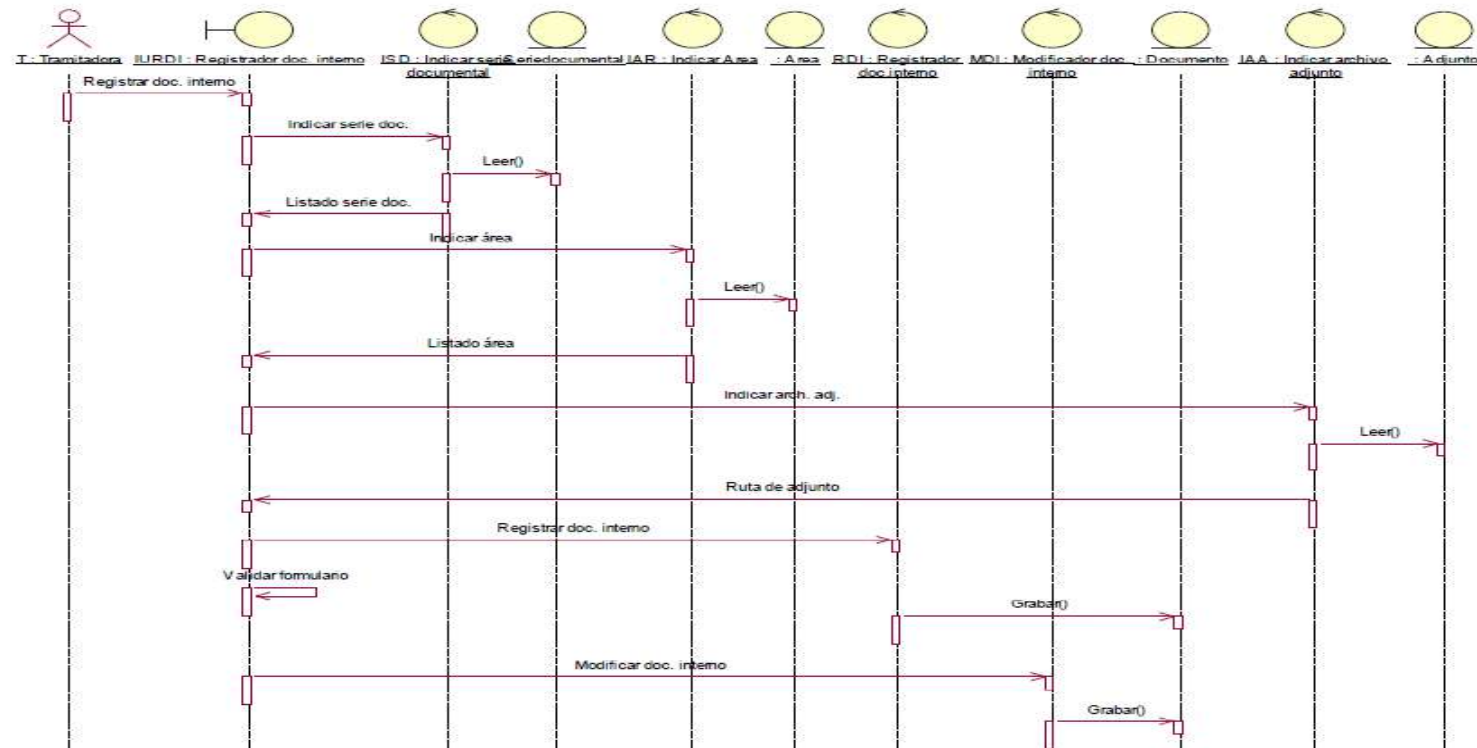 T : Tramitadora
IURDI : Registrador doc. interno
ISD : Indicar serie
documental
: Seriedocumental
IAR : Indicar Area
: Area
RDI : Registrador
doc interno
MDI : Modificador doc.
interno
: Documento
IAA : Indicar archivo
adjunto
: Adjunto
Registrar doc. interno
Indicar serie doc.
Leer()
Listado serie doc.
Indicar área
Leer()
Listado área
Indicar arch. adj.
Leer()
Ruta de adjunto
Registrar doc. interno
Validar formulario
Grabar()
Modificar doc. interno
Grabar()